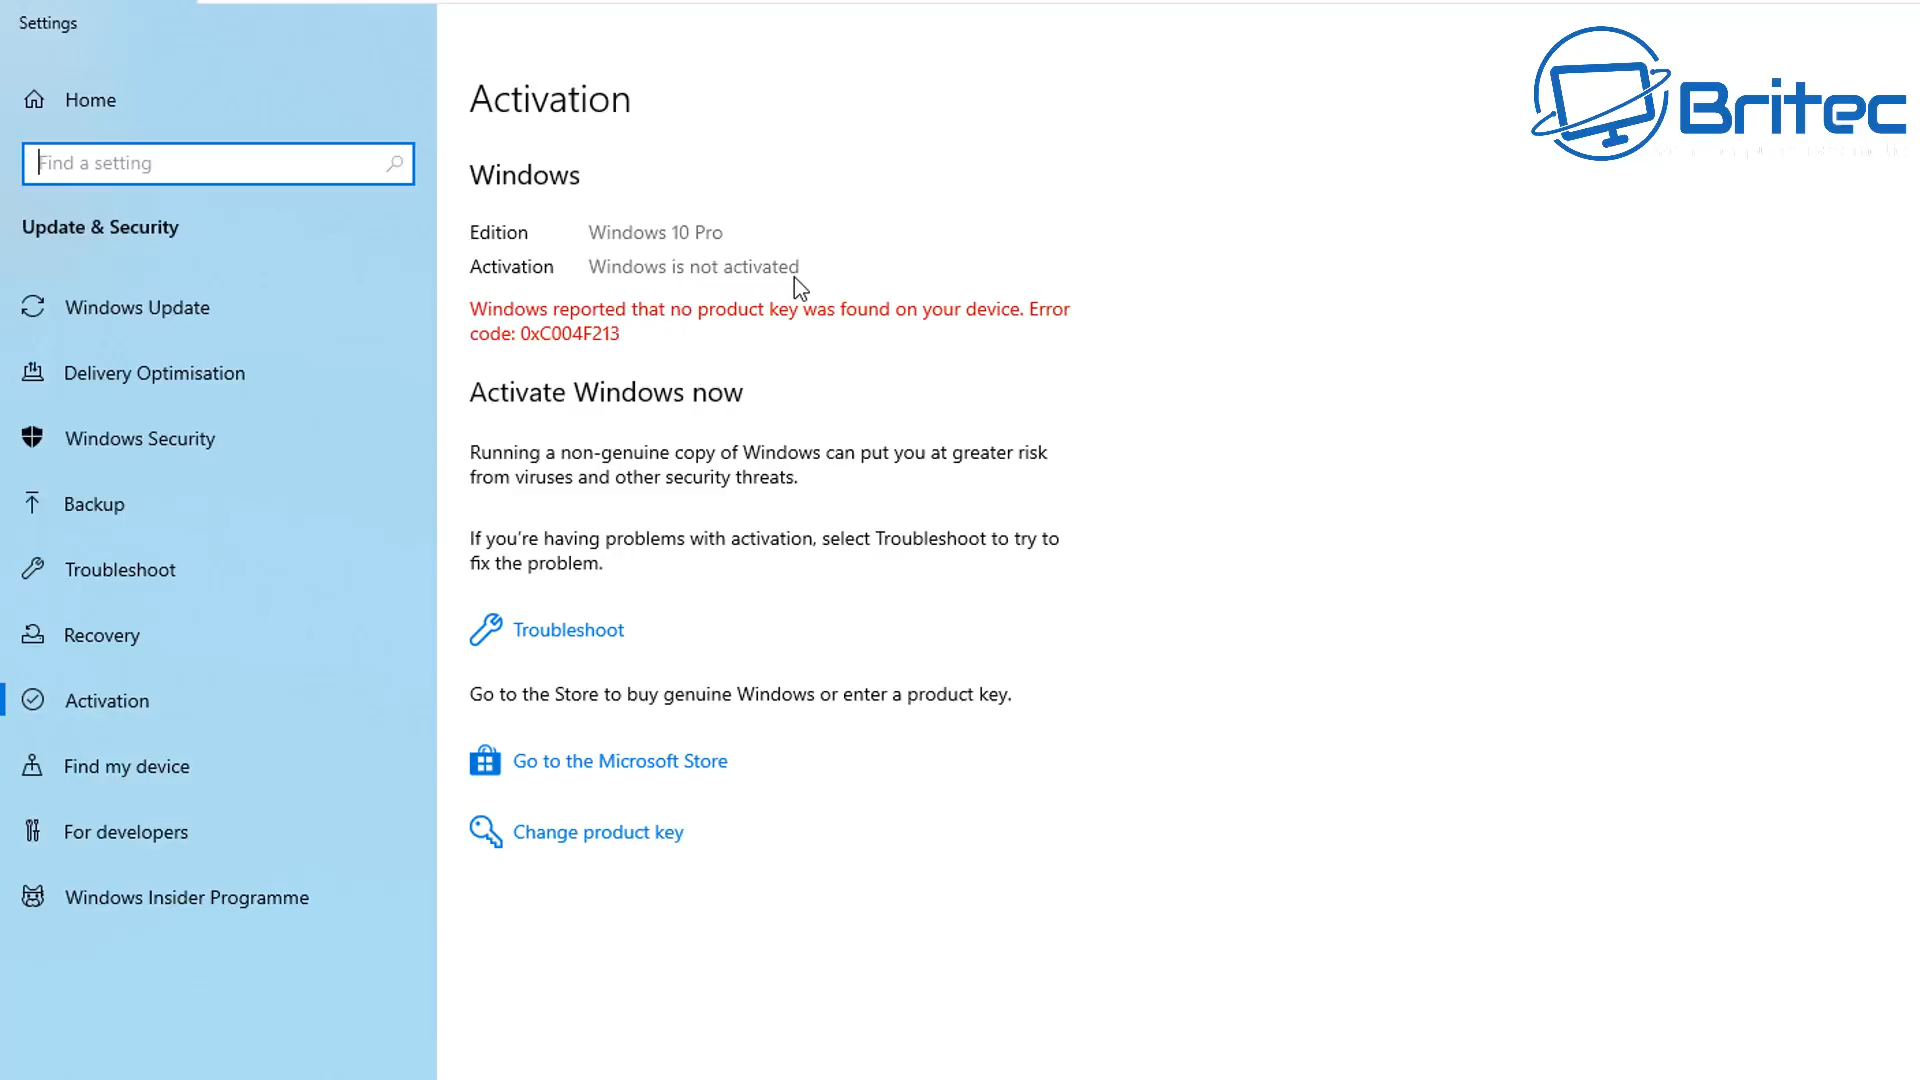 Settings
Home
Find a setting
Update & Security
Windows Update
Delivery Optimisation
Windows Security
Backup
Troubleshoot
Recovery
Activation
Find my device
For developers
Windows Insider Programme
Activation
Windows
Edition Windows 10 Pro
Activation Windows is not activated
Windows reported that no product key was found on your device. Error
code: 0xC004F213
Activate Windows now
Running a non-genuine copy of Windows can put you at greater risk
from viruses and other security threats.
If you're having problems with activation, select Troubleshoot to try to
fix the problem.
Troubleshoot
Go to the Store to buy genuine Windows or enter a product key.
Go to the Microsoft Store
Change product key
Britec